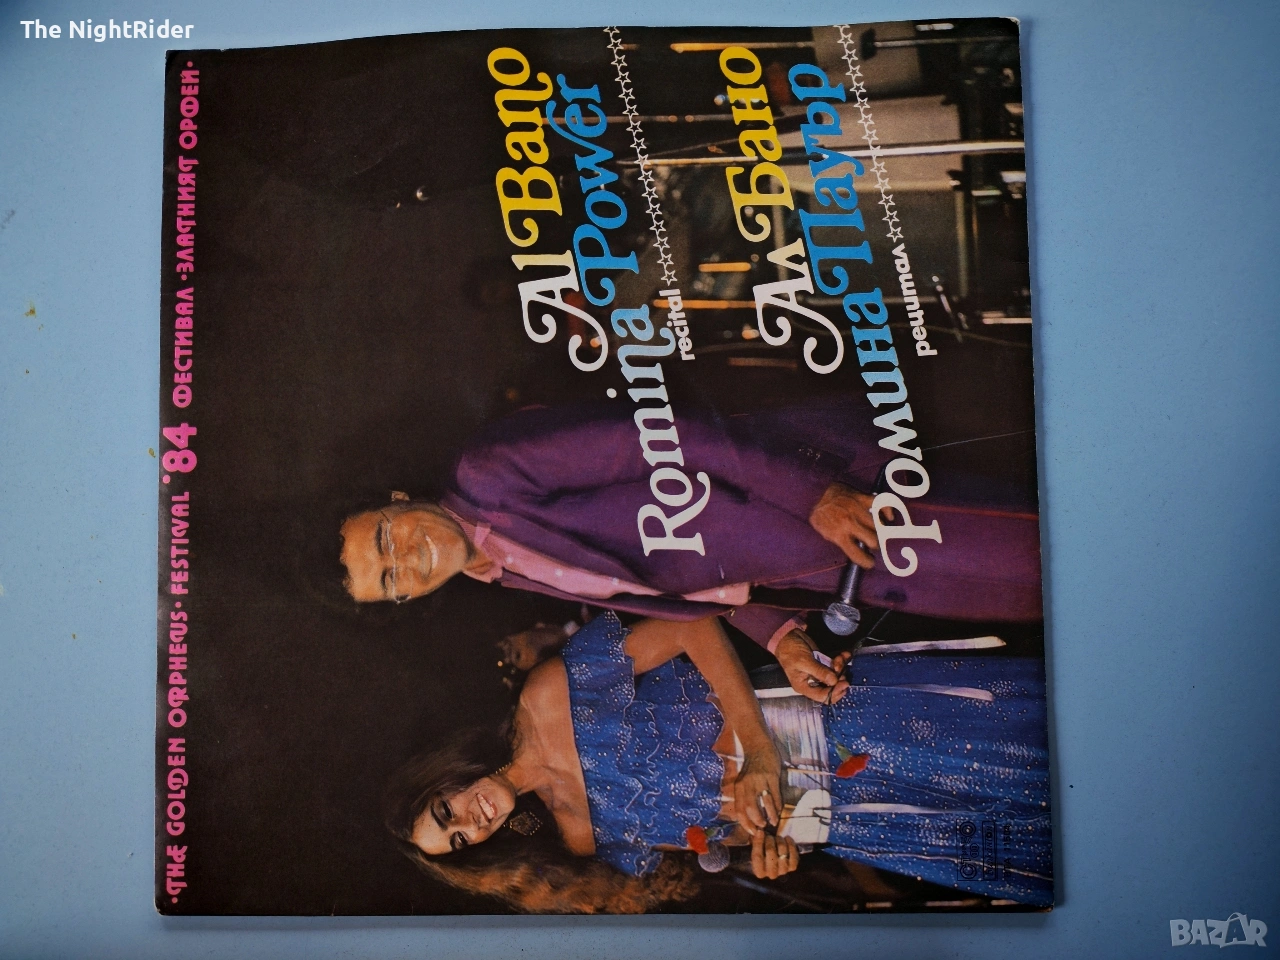 The NightRider
·THE GOLDEN ORPHEUS· FESTIVAL '84 ФЕСТИВАЛ ·ЗЛАТНИЯТ ОРФЕЙ·
Al Bano
Romina Power
recital
Ал Бано
Ромина Пауър
рецитал
BAZAR